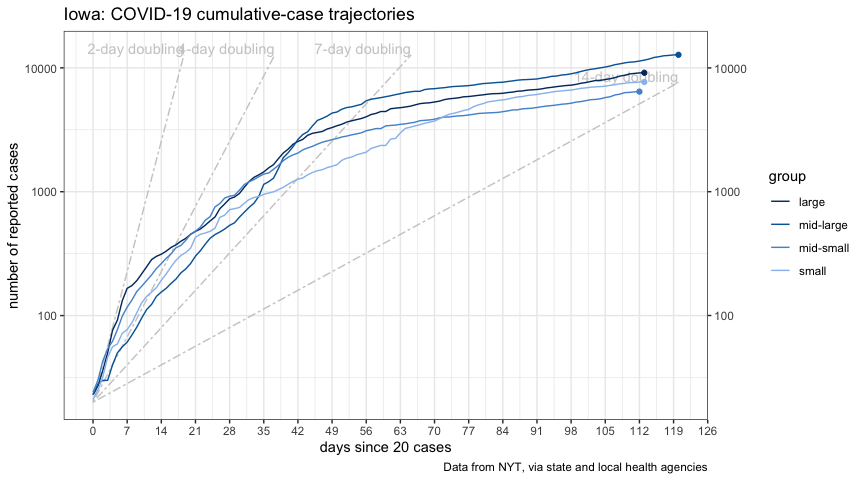 Iowa: COVID-19 cumulative-case trajectories
2-day doubling 4-day doubling 7-day doubling
14-day doubling
10000 10000
1000 1000
100 100
number of reported cases
0 7 14 21 28 35 42 49 56 63 70 77 84 91 98 105 112 119 126
days since 20 cases
group
large
mid-large
mid-small
small
Data from NYT, via state and local health agencies